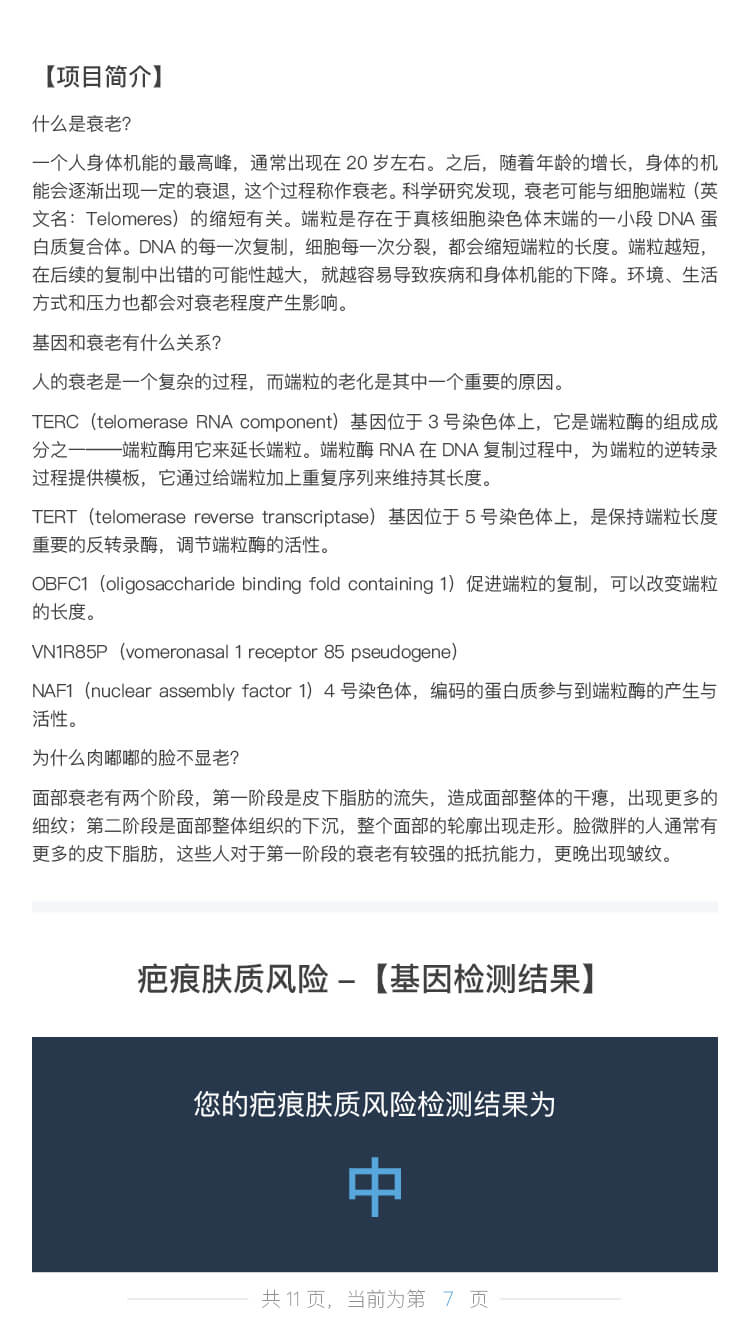 【项目简介】
什么是衰老？
一个人身体机能的最高峰，通常出现在 20 岁左右。之后，随着年龄的增长，身体的机
能会逐渐出现一定的衰退，这个过程称作衰老。科学研究发现，衰老可能与细胞端粒（英
文名：Telomeres）的缩短有关。端粒是存在于真核细胞染色体末端的一小段 DNA 蛋
白质复合体。DNA 的每一次复制，细胞每一次分裂，都会缩短端粒的长度。端粒越短，
在后续的复制中出错的可能性越大，就越容易导致疾病和身体机能的下降。环境、生活
方式和压力也都会对衰老程度产生影响。
基因和衰老有什么关系？
人的衰老是一个复杂的过程，而端粒的老化是其中一个重要的原因。
TERC（telomerase RNA component）基因位于 3 号染色体上，它是端粒酶的组成成
分之一——端粒酶用它来延长端粒。端粒酶 RNA 在 DNA 复制过程中，为端粒的逆转录
过程提供模板，它通过给端粒加上重复序列来维持其长度。
TERT（telomerase reverse transcriptase）基因位于 5 号染色体上，是保持端粒长度
重要的反转录酶，调节端粒酶的活性。
OBFC1（oligosaccharide binding fold containing 1）促进端粒的复制，可以改变端粒
的长度。
VN1R85P（vomeronasal 1 receptor 85 pseudogene）
NAF1（nuclear assembly factor 1）4 号染色体，编码的蛋白质参与到端粒酶的产生与
活性。
为什么肉嘟嘟的脸不显老？
面部衰老有两个阶段，第一阶段是皮下脂肪的流失，造成面部整体的干瘪，出现更多的
细纹；第二阶段是面部整体组织的下沉，整个面部的轮廓出现走形。脸微胖的人通常有
更多的皮下脂肪，这些人对于第一阶段的衰老有较强的抵抗能力，更晚出现皱纹。
疤痕肤质风险 –【基因检测结果】
您的疤痕肤质风险检测结果为
中
共 11 页，当前为第 7 页